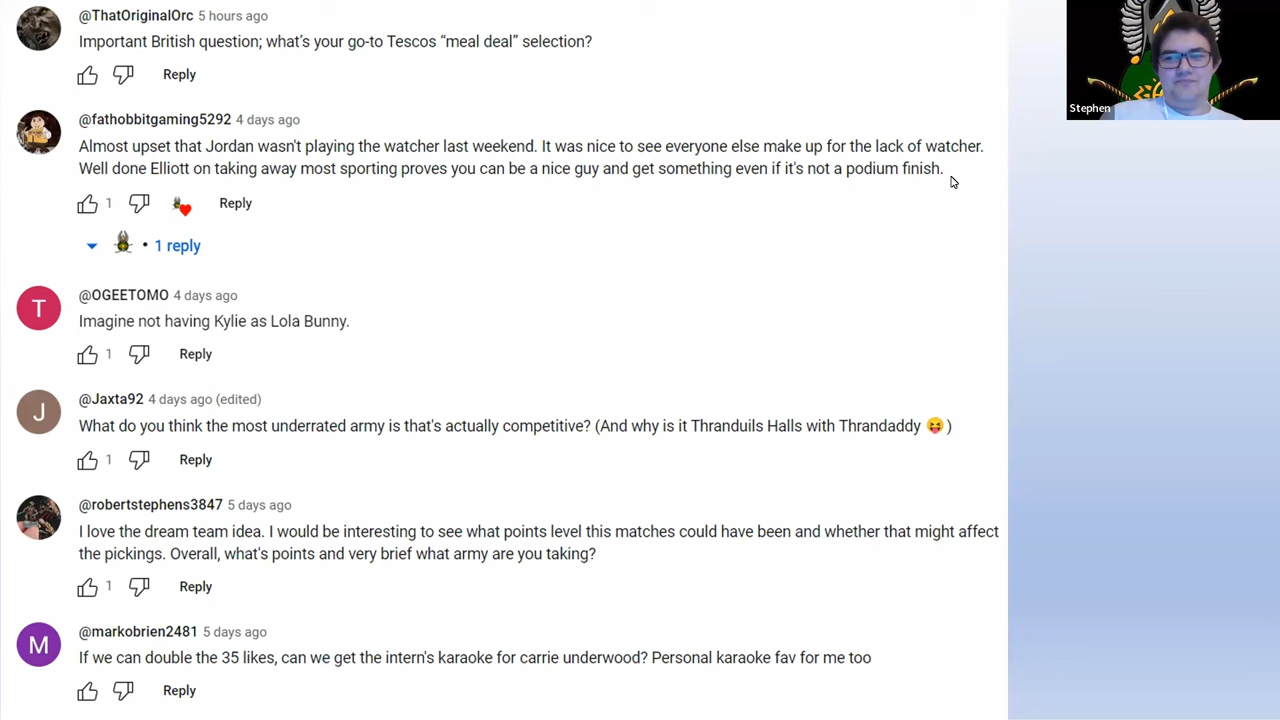 @ThatOriginalOrc 5 hours ago
Important British question; what's your go-to Tescos “meal deal” selection?
Reply
Stephen
@fathobbitgaming5292 4 days ago
Almost upset that Jordan wasn't playing the watcher last weekend. It was nice to see everyone else make up for the lack of watcher.
Well done Elliott on taking away most sporting proves you can be a nice guy and get something even if it's not a podium finish.
1 Reply
• 1 reply
T
@OGEETOMO 4 days ago
Imagine not having Kylie as Lola Bunny.
1 Reply
J
@Jaxta92 4 days ago (edited)
What do you think the most underrated army is that's actually competitive? (And why is it Thranduils Halls with Thrandaddy 😝 )
1 Reply
@robertstephens3847 5 days ago
I love the dream team idea. I would be interesting to see what points level this matches could have been and whether that might affect
the pickings. Overall, what's points and very brief what army are you taking?
1 Reply
M
@markobrien2481 5 days ago
If we can double the 35 likes, can we get the intern's karaoke for carrie underwood? Personal karaoke fav for me too
Reply